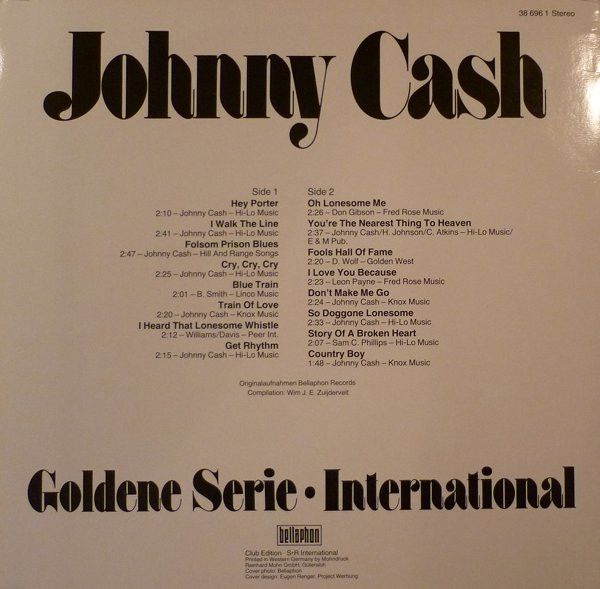 38 696 1 Stereo
Johnny Cash
Side 1
Hey Porter
2:10 – Johnny Cash – Hi-Lo Music
I Walk The Line
2:41 – Johnny Cash – Hi-Lo Music
Folsom Prison Blues
2:47 – Johnny Cash – Hill And Range Songs
Cry, Cry, Cry
2:25 – Johnny Cash – Hi-Lo Music
Blue Train
2:01 – B. Smith – Linco Music
Train Of Love
2:20 – Johnny Cash – Knox Music
I Heard That Lonesome Whistle
2:12 – Williams/Davis – Peer Int.
Get Rhythm
2:15 – Johnny Cash – Hi-Lo Music
Side 2
Oh Lonesome Me
2:26 – Don Gibson – Fred Rose Music
You're The Nearest Thing To Heaven
2:37 – Johnny Cash/H. Johnson/C. Atkins – Hi-Lo Music/
E & M Pub.
Fools Hall Of Fame
2:20 – D. Wolf – Golden West
I Love You Because
2:23 – Leon Payne – Fred Rose Music
Don't Make Me Go
2:24 – Johnny Cash – Knox Music
So Doggone Lonesome
2:33 – Johnny Cash – Hi-Lo Music
Story Of A Broken Heart
2:07 – Sam C. Phillips – Hi-Lo Music
Country Boy
1:48 – Johnny Cash – Knox Music
Originalaufnahmen Bellaphon Records
Compilation: Wim J. E. Zuijdervelt
Goldene Serie • International
bellaphon
Club Edition · S•R International
Printed in Western Germany by Mohndruck
Reinhard Mohn GmbH, Gütersloh
Cover photo: Bellaphon
Cover design: Eugen Renger, Project Werbung